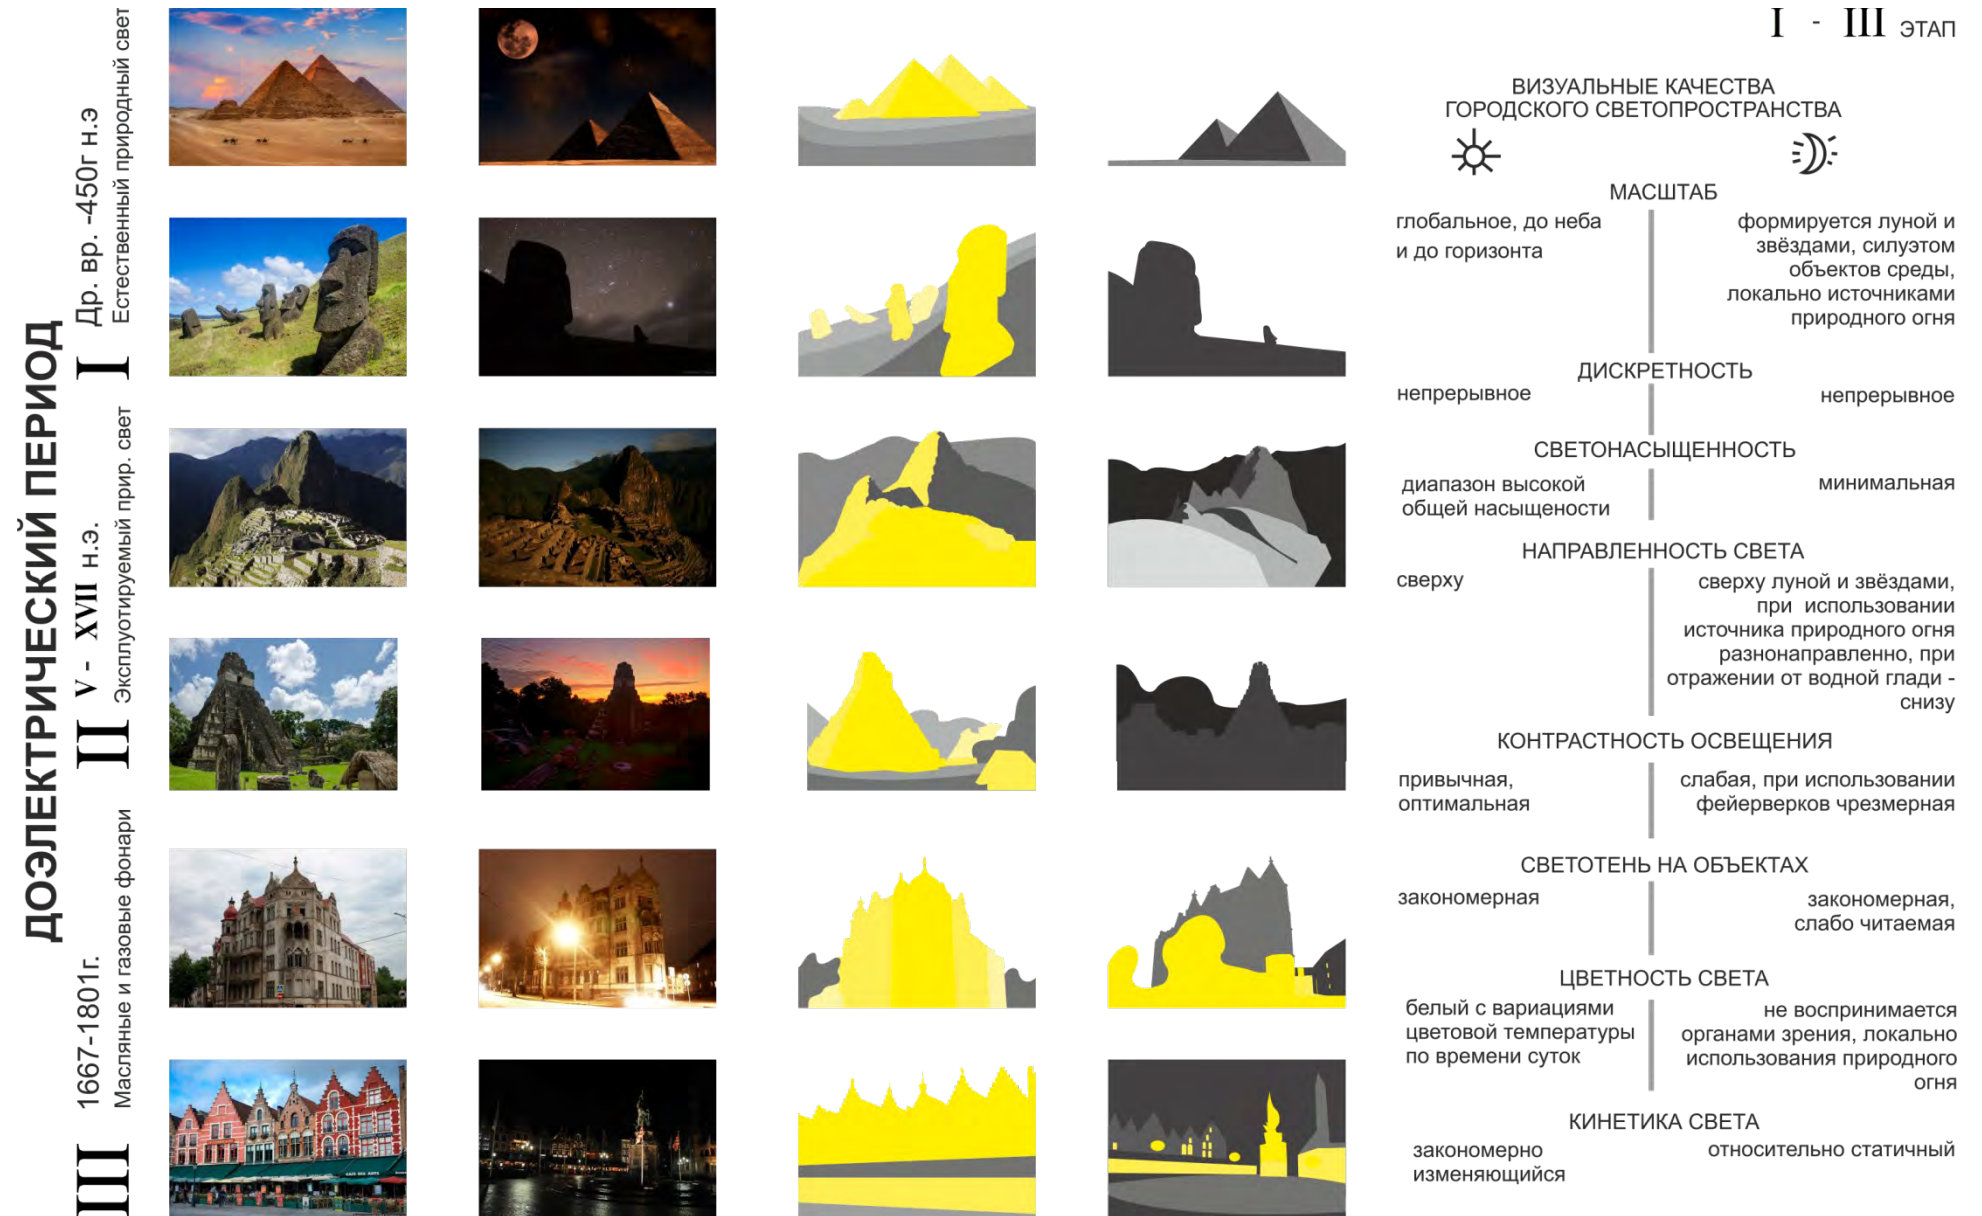 ДОЭЛЕКТРИЧЕСКИЙ ПЕРИОД
I
Др. вр. -450г н.э
Естественный природный свет
II
V - XVII н.э.
Эксплуотируемый прир. свет
III
1667-1801г.
Масляные и газовые фонари
I - III ЭТАП
ВИЗУАЛЬНЫЕ КАЧЕСТВА
ГОРОДСКОГО СВЕТОПРОСТРАНСТВА
МАСШТАБ
глобальное, до неба
и до горизонта
формируется луной и
звёздами, силуэтом
объектов среды,
локально источниками
природного огня
ДИСКРЕТНОСТЬ
непрерывное
непрерывное
СВЕТОНАСЫЩЕННОСТЬ
диапазон высокой
общей насыщености
минимальная
НАПРАВЛЕННОСТЬ СВЕТА
сверху
сверху луной и звёздами,
при использовании
источника природного огня
разнонаправленно, при
отражении от водной глади -
снизу
КОНТРАСТНОСТЬ ОСВЕЩЕНИЯ
привычная,
оптимальная
слабая, при использовании
фейерверков чрезмерная
СВЕТОТЕНЬ НА ОБЪЕКТАХ
закономерная
закономерная,
слабо читаемая
ЦВЕТНОСТЬ СВЕТА
белый с вариациями
цветовой температуры
по времени суток
не воспринимается
органами зрения, локально
использования природного
огня
КИНЕТИКА СВЕТА
закономерно
изменяющийся
относительно статичный